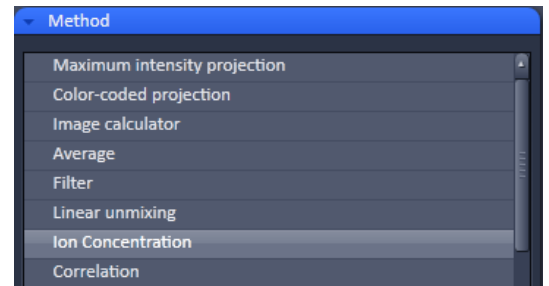 Method
Maximum intensity projection
Color-coded projection
Image calculator
Average
Filter
Linear unmixing
Ion Concentration
Correlation